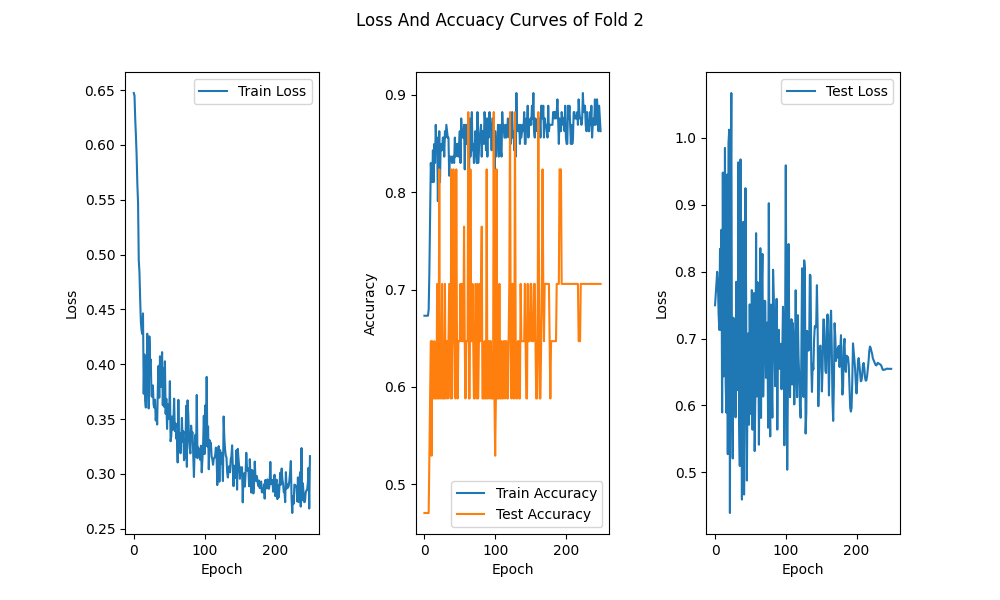 Loss And Accuacy Curves of Fold 2
Train Loss
0.65
0.60
0.55
0.50
0.45
0.40
0.35
0.30
0.25
Loss
0
100
200
Epoch
0.9
0.8
0.7
0.6
0.5
Accuracy
Train Accuracy
Test Accuracy
0
100
200
Epoch
Test Loss
1.0
0.9
0.8
0.7
0.6
0.5
Loss
0
100
200
Epoch